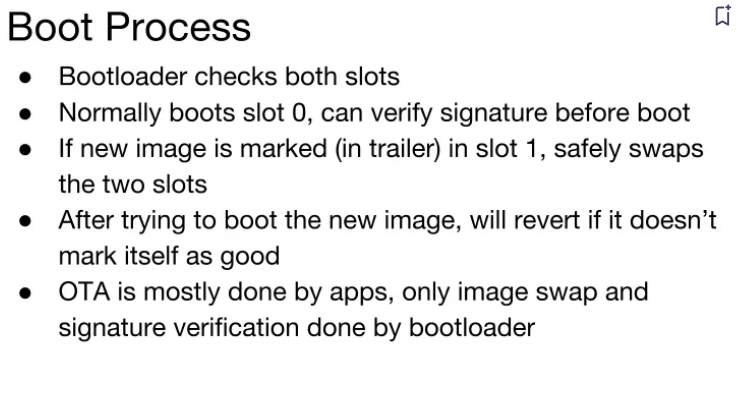 Boot Process
● Bootloader checks both slots
● Normally boots slot 0, can verify signature before boot
● If new image is marked (in trailer) in slot 1, safely swaps
the two slots
● After trying to boot the new image, will revert if it doesn’t
mark itself as good
● OTA is mostly done by apps, only image swap and
signature verification done by bootloader